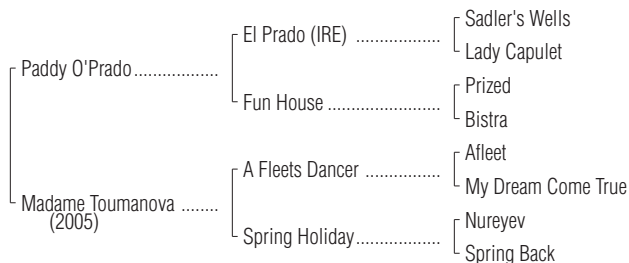 Sadler's Wells
El Prado (IRE) ..................
Lady Capulet
Paddy O'Prado..................
Prized
Fun House ........................
Bistra
Afleet
A Fleets Dancer ................
My Dream Come True
Madame Toumanova ........
(2005)
Nureyev
Spring Holiday..................
Spring Back